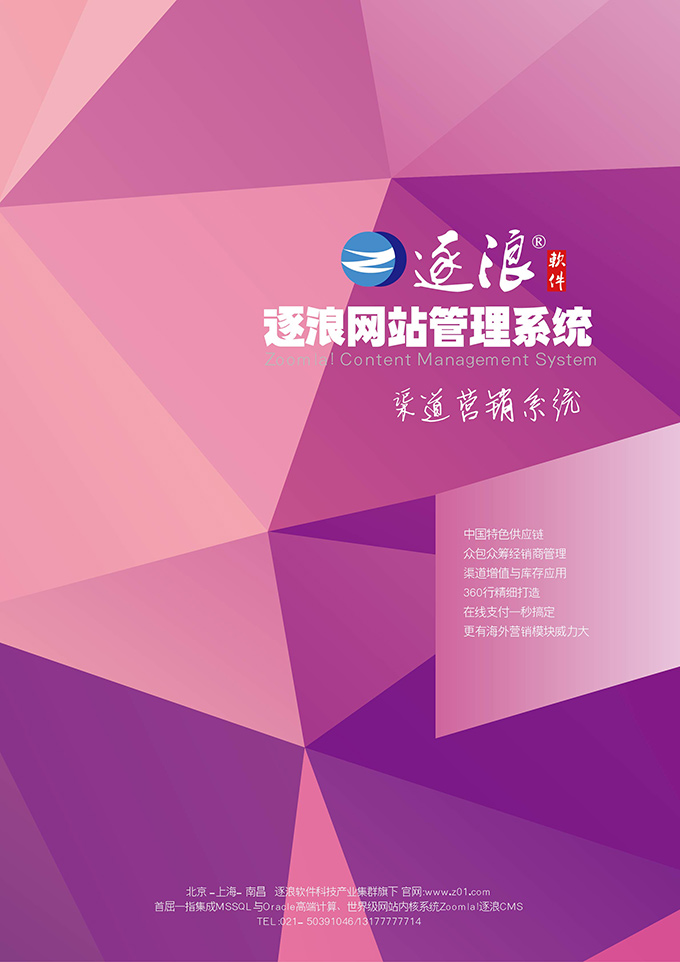 逐浪®
軟件
逐浪网站管理系统
Zoomla! Content Management System
渠道营销系统
中国特色供应链
众包众筹经销商管理
渠道增值与库存应用
360行精细打造
在线支付一秒搞定
更有海外营销模块威力大
北京-上海-南昌 逐浪软件科技产业集群旗下 官网:www.z01.com
首屈一指集成MSSQL与Oracle高端计算、世界级网站内核系统Zoomla!逐浪CMS
TEL:021-50391046/13177777714